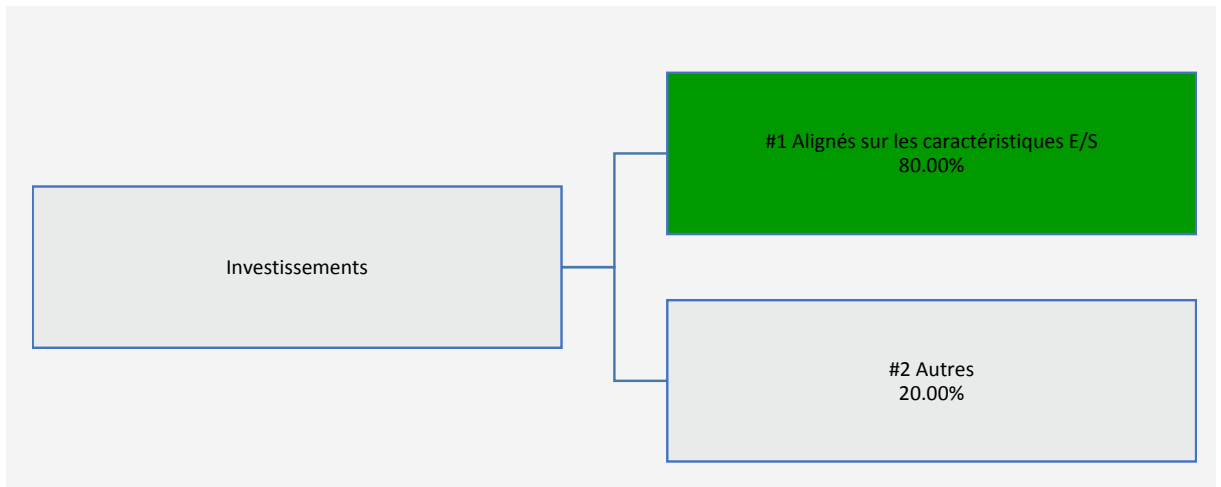 Investissements
#1 Alignés sur les caractéristiques E/S
80.00%
#2 Autres
20.00%